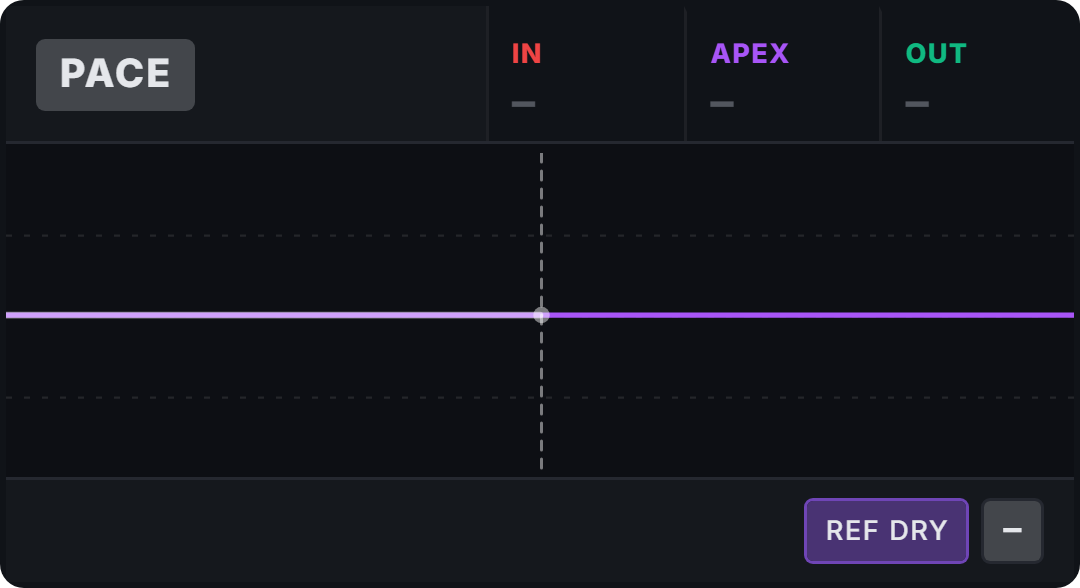 PACE
IN
–
APEX
–
OUT
–
REF DRY
–